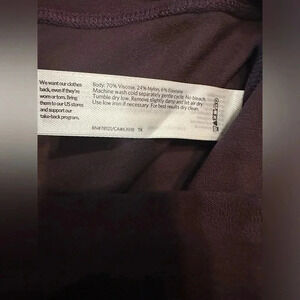 We want our clothes
back, even if they're
worn or torn. Bring
them to our US stores
and support our
take-back program.
Body: 70% Viscose, 24% Nylon, 6% Elastane
Machine wash cold separately gentle cycle. No bleach.
Tumble dry low. Remove slightly damp and let air dry.
Use low iron if necessary. For best results dry clean.